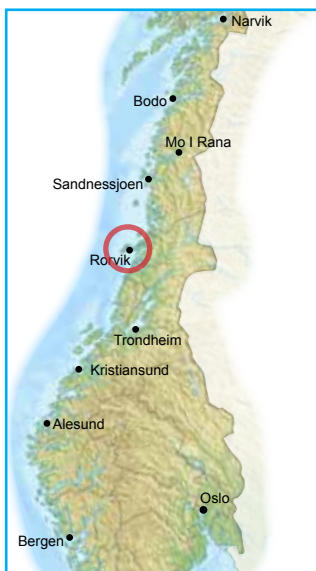 Narvik
Bodo
Mo I Rana
Sandnessjoen
Rorvik
Trondheim
Kristiansund
Alesund
Oslo
Bergen